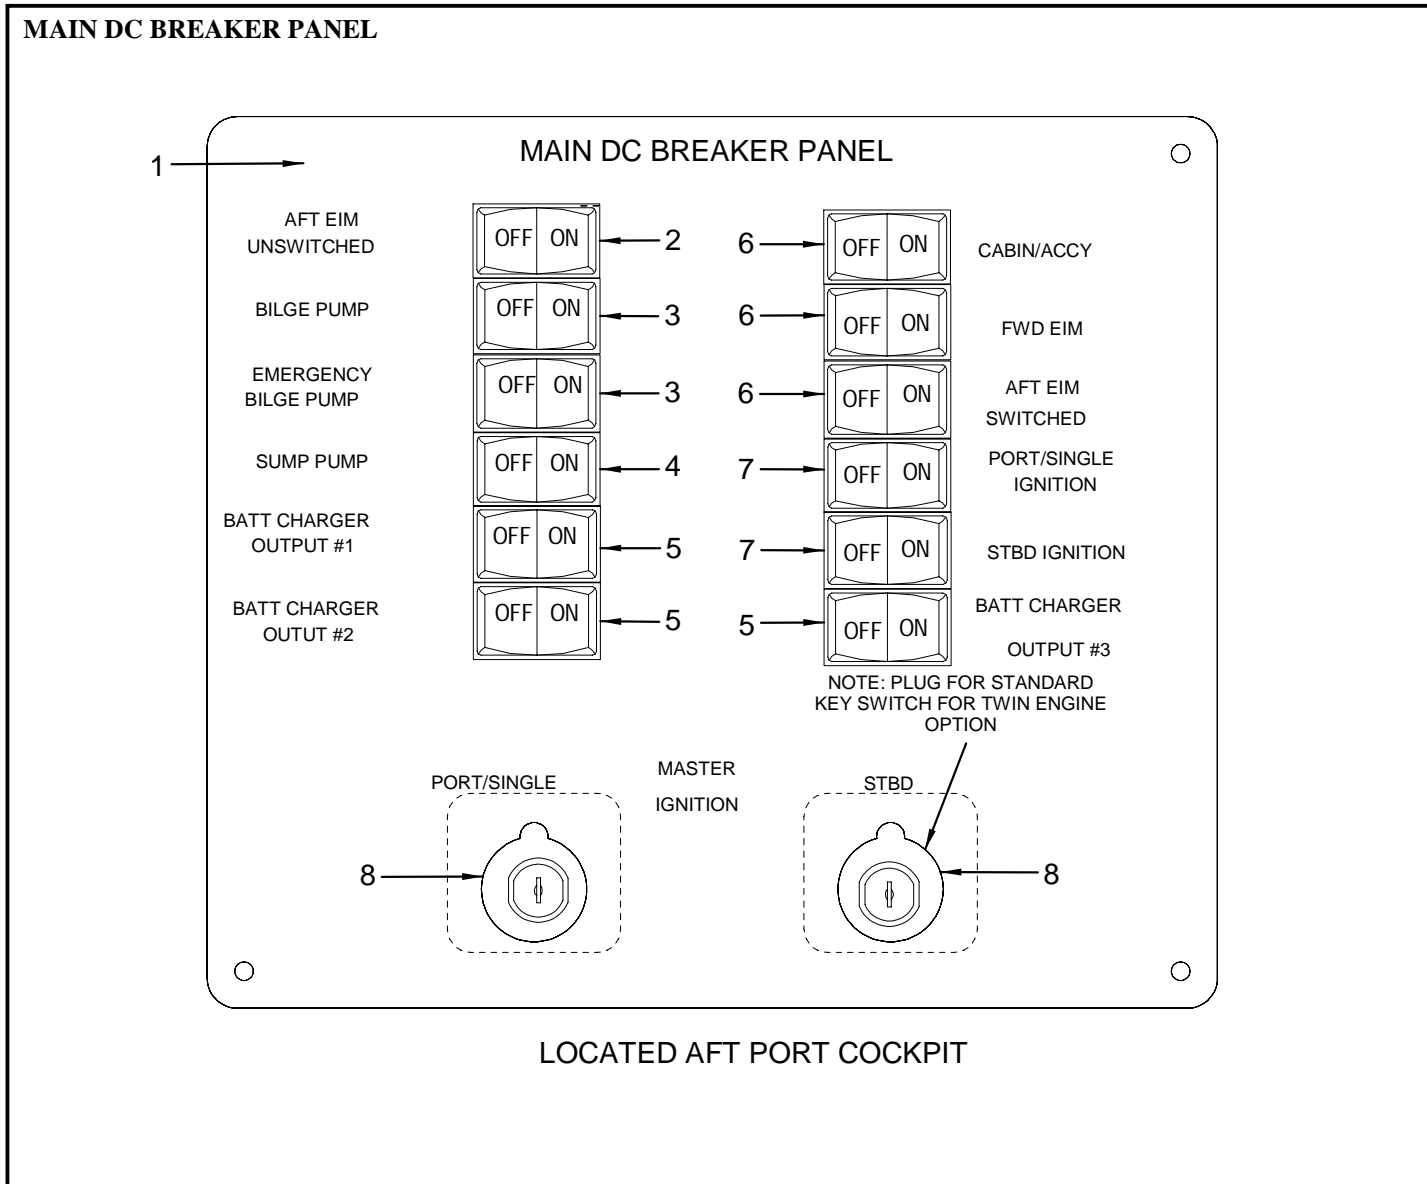 MAIN DC BREAKER PANEL
MAIN DC BREAKER PANEL
1
AFT EIM
UNSWITCHED
OFF ON
2
6
OFF ON
CABIN/ACCY
BILGE PUMP
OFF ON
3
6
OFF ON
FWD EIM
EMERGENCY
BILGE PUMP
OFF ON
3
6
OFF ON
AFT EIM
SWITCHED
SUMP PUMP
OFF ON
4
7
OFF ON
PORT/SINGLE
IGNITION
BATT CHARGER
OUTPUT #1
OFF ON
5
7
OFF ON
STBD IGNITION
BATT CHARGER
OUTUT #2
OFF ON
5
5
OFF ON
BATT CHARGER
OUTPUT #3
NOTE: PLUG FOR STANDARD
KEY SWITCH FOR TWIN ENGINE
OPTION
PORT/SINGLE
MASTER
IGNITION
STBD
8
8
LOCATED AFT PORT COCKPIT